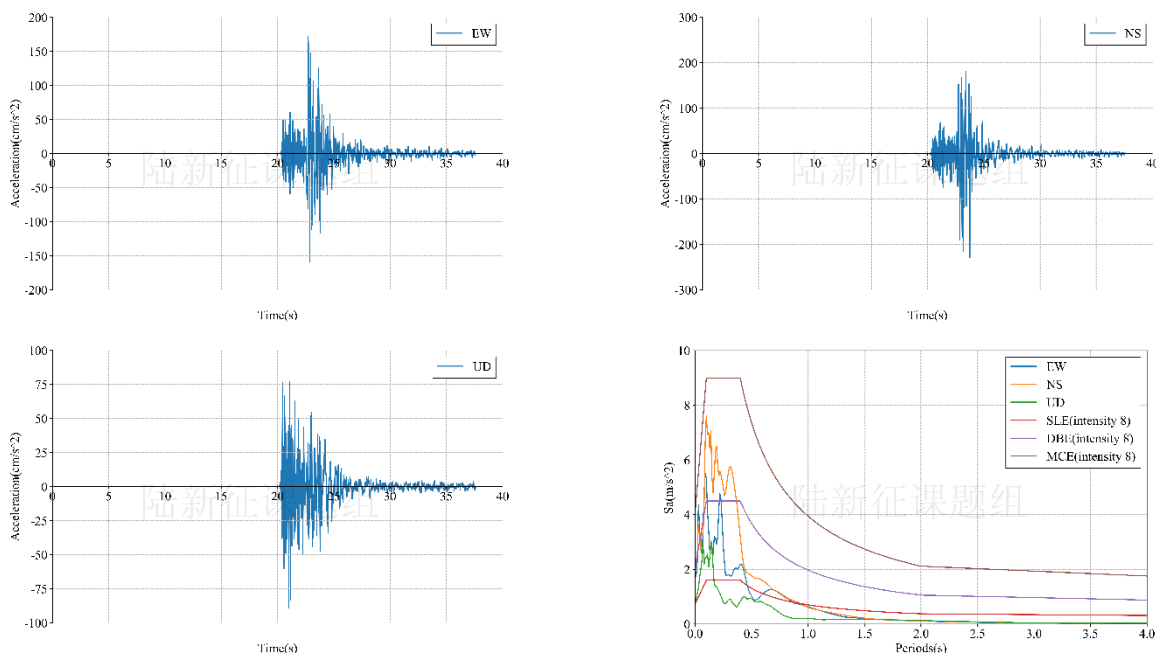 200
150
100
50
0
-50
-100
-150
-200
0 5 10 15 20 25 30 35 40
Acceleration(cm/s^2)
Time(s)
EW
陆新征课题组
300
200
100
0
-100
-200
-300
0 5 10 15 20 25 30 35 40
Acceleration(cm/s^2)
Time(s)
NS
陆新征课题组
100
75
50
25
0
-25
-50
-75
-100
0 5 10 15 20 25 30 35 40
Acceleration(cm/s^2)
Time(s)
UD
陆新征课题组
10
8
6
4
2
0
0.0 0.5 1.0 1.5 2.0 2.5 3.0 3.5 4.0
Sa(m/s^2)
Periods(s)
EW
NS
UD
SLE(intensity 8)
DBE(intensity 8)
MCE(intensity 8)
陆新征课题组